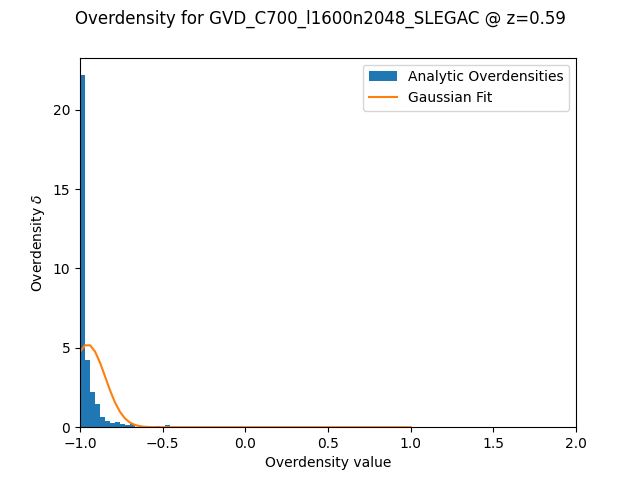 Overdensity for GVD_C700_l1600n2048_SLEGAC @ z=0.59
Analytic Overdensities
Gaussian Fit
Overdensity δ
20
15
10
5
0
−1.0 −0.5 0.0 0.5 1.0 1.5 2.0
Overdensity value